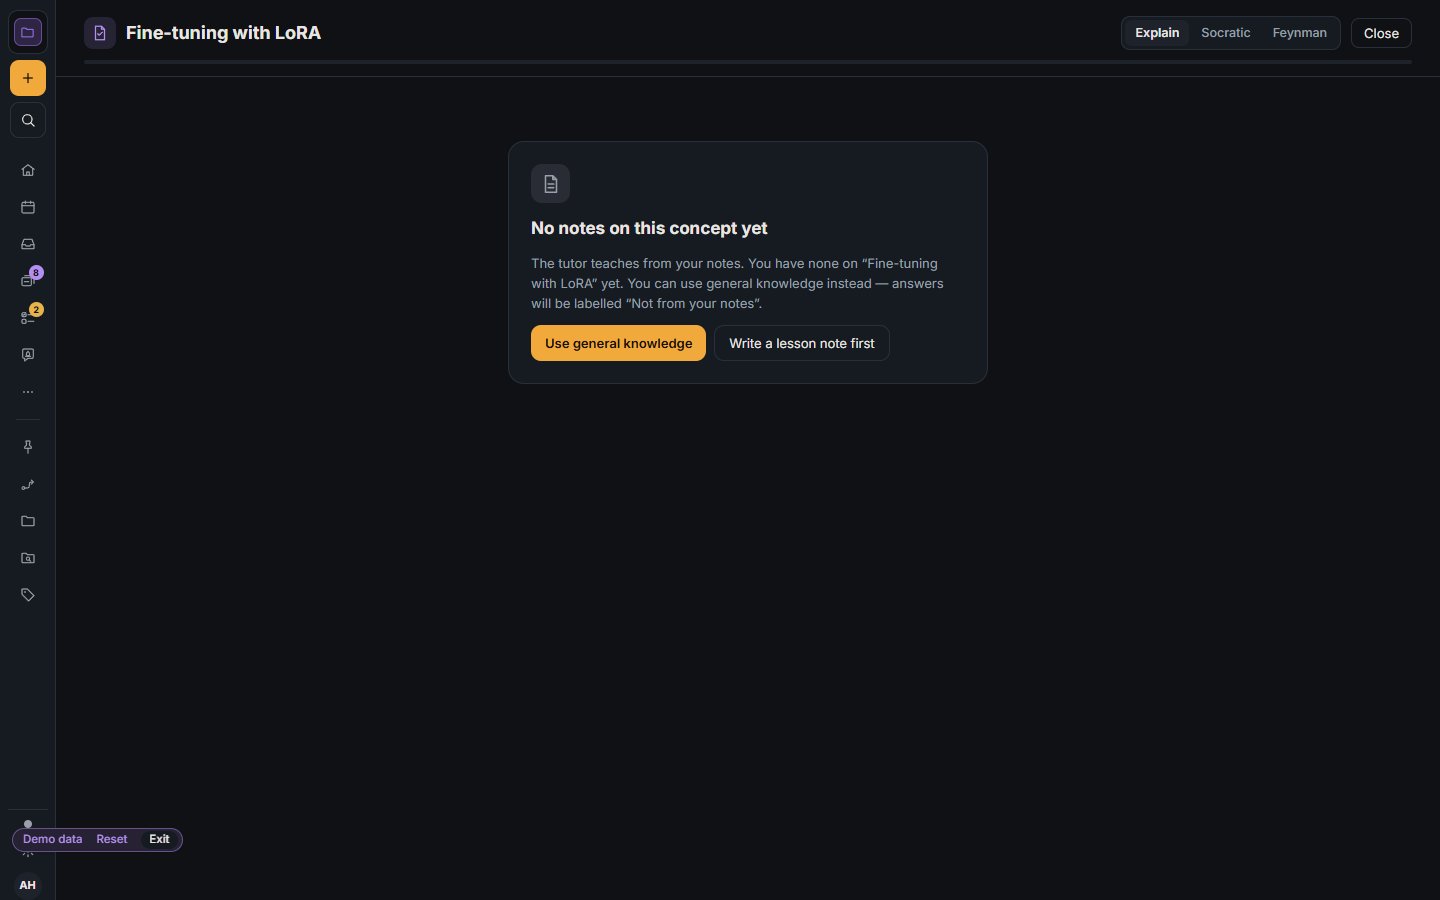 Fine-tuning with LoRA
Explain
Socratic
Feynman
Close
8
2
No notes on this concept yet
The tutor teaches from your notes. You have none on “Fine-tuning
with LoRA” yet. You can use general knowledge instead — answers
will be labelled “Not from your notes”.
Use general knowledge
Write a lesson note first
Demo data
Reset
Exit
AH